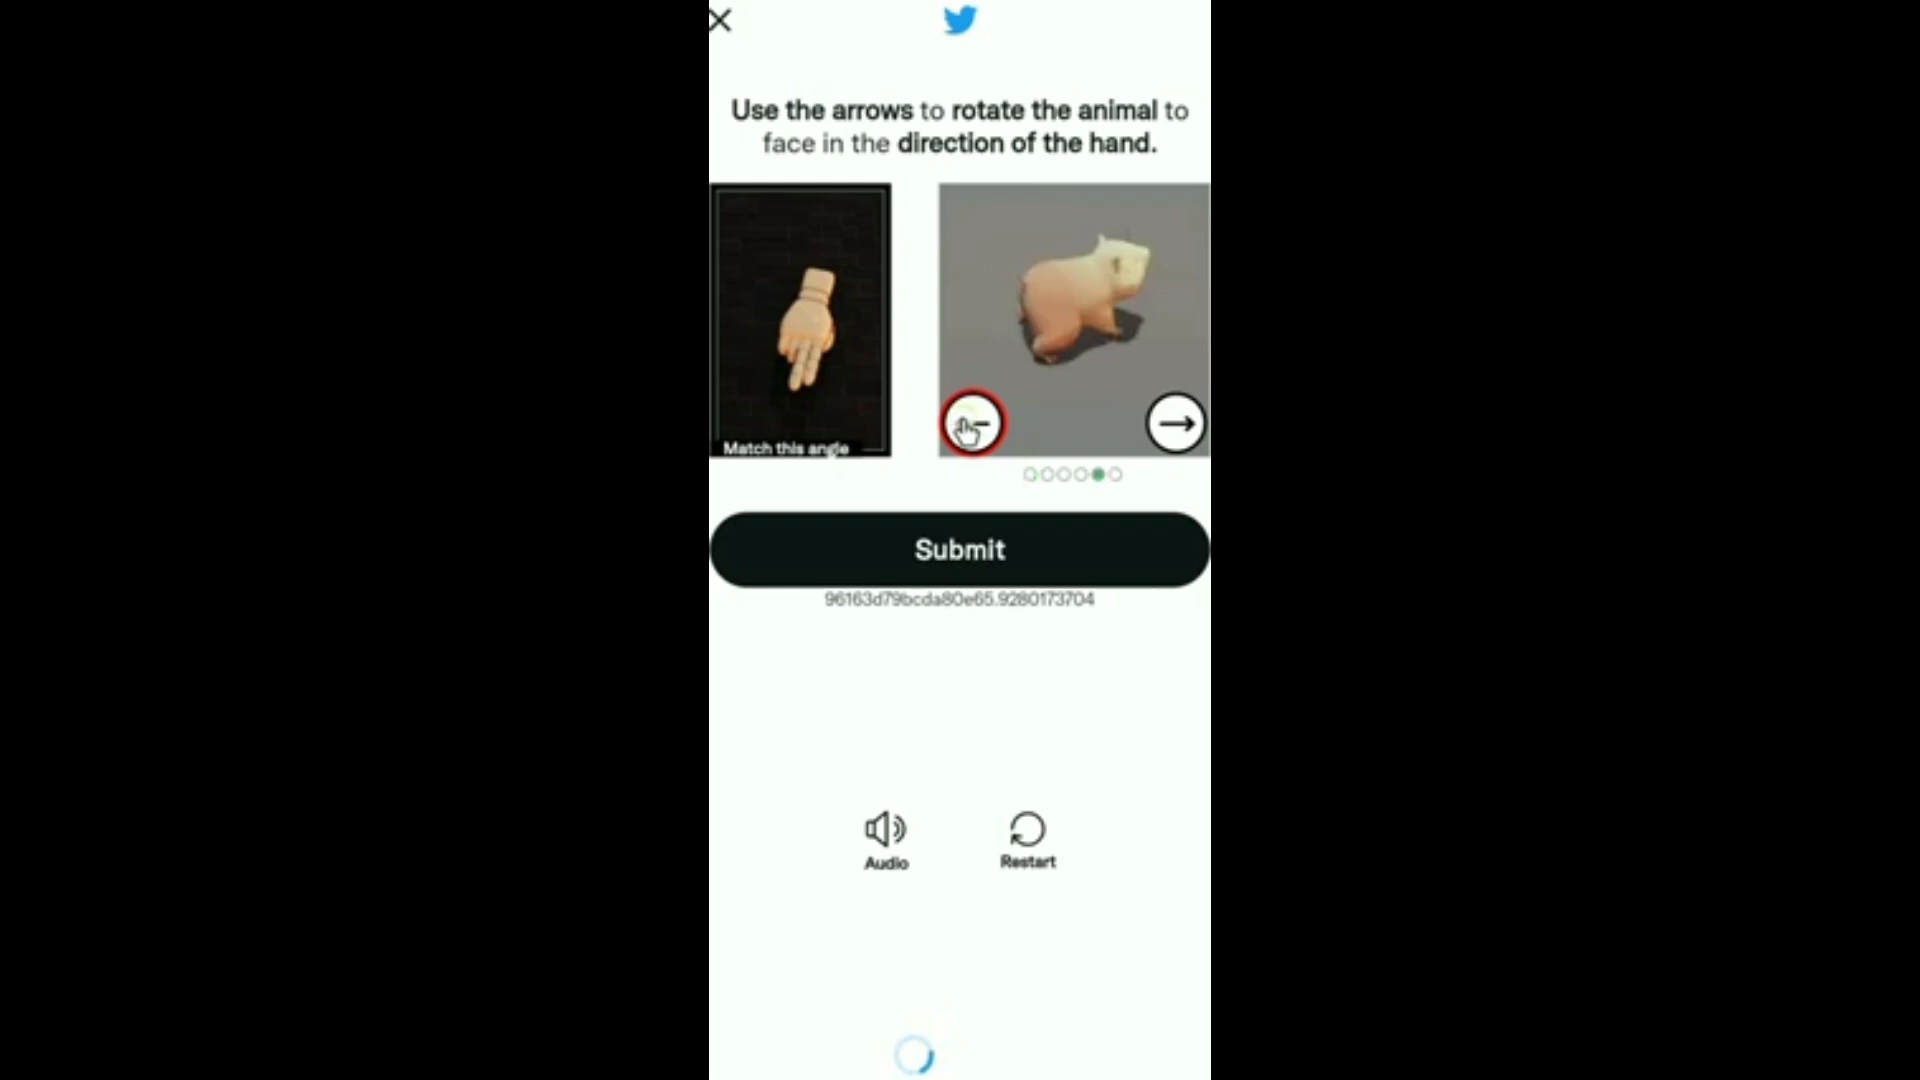 Use the arrows to rotate the animal to
face in the direction of the hand.
Match this angle
Submit
96163d79bcda80e65.9280173704
Audio
Restart